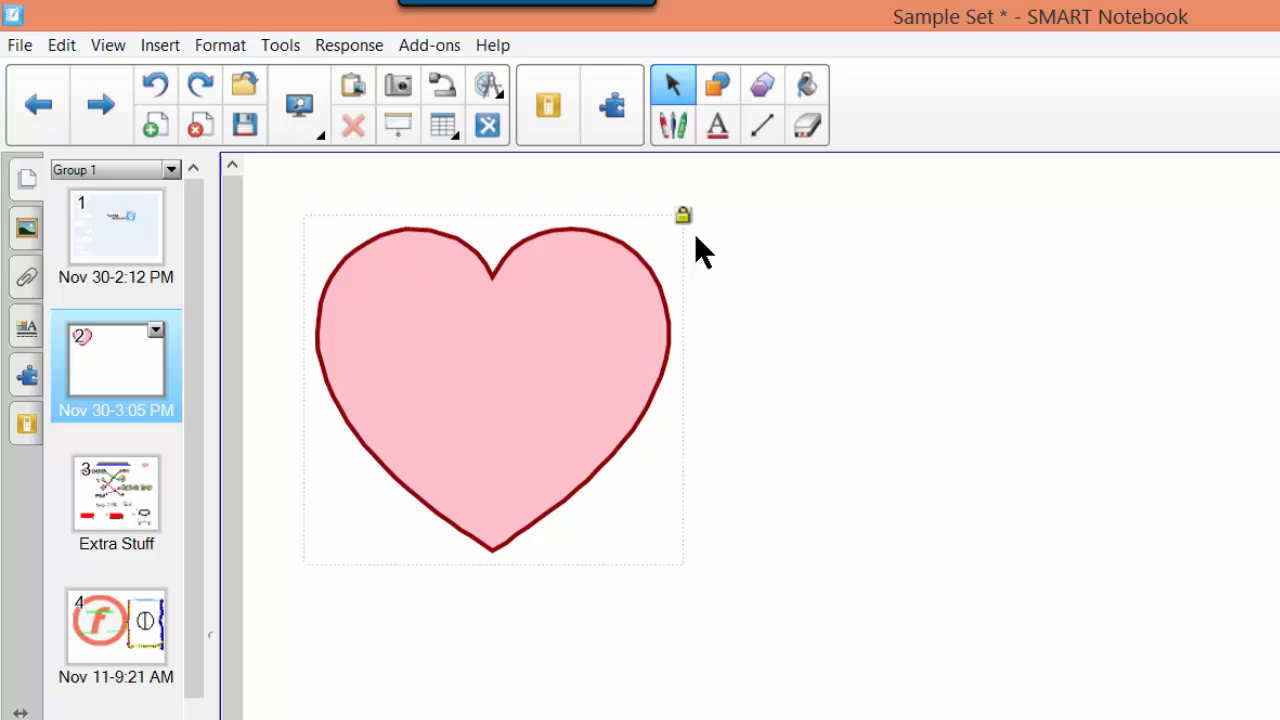 Sample Set * - SMART Notebook
File Edit View Insert Format Tools Response Add-ons Help
Group 1
1
Nov 30-2:12 PM
2
Nov 30-3:05 PM
3
Extra Stuff
4
f
Nov 11-9:21 AM